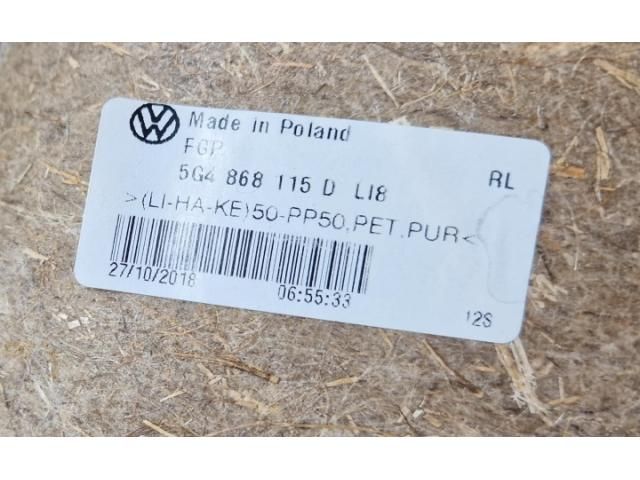 Made in Poland
FGP
5G4 868 115 D LI8 RL
>(LI-HA-KE)50-PP50,PET.PUR<
27/10/2018 06:55:33
12S